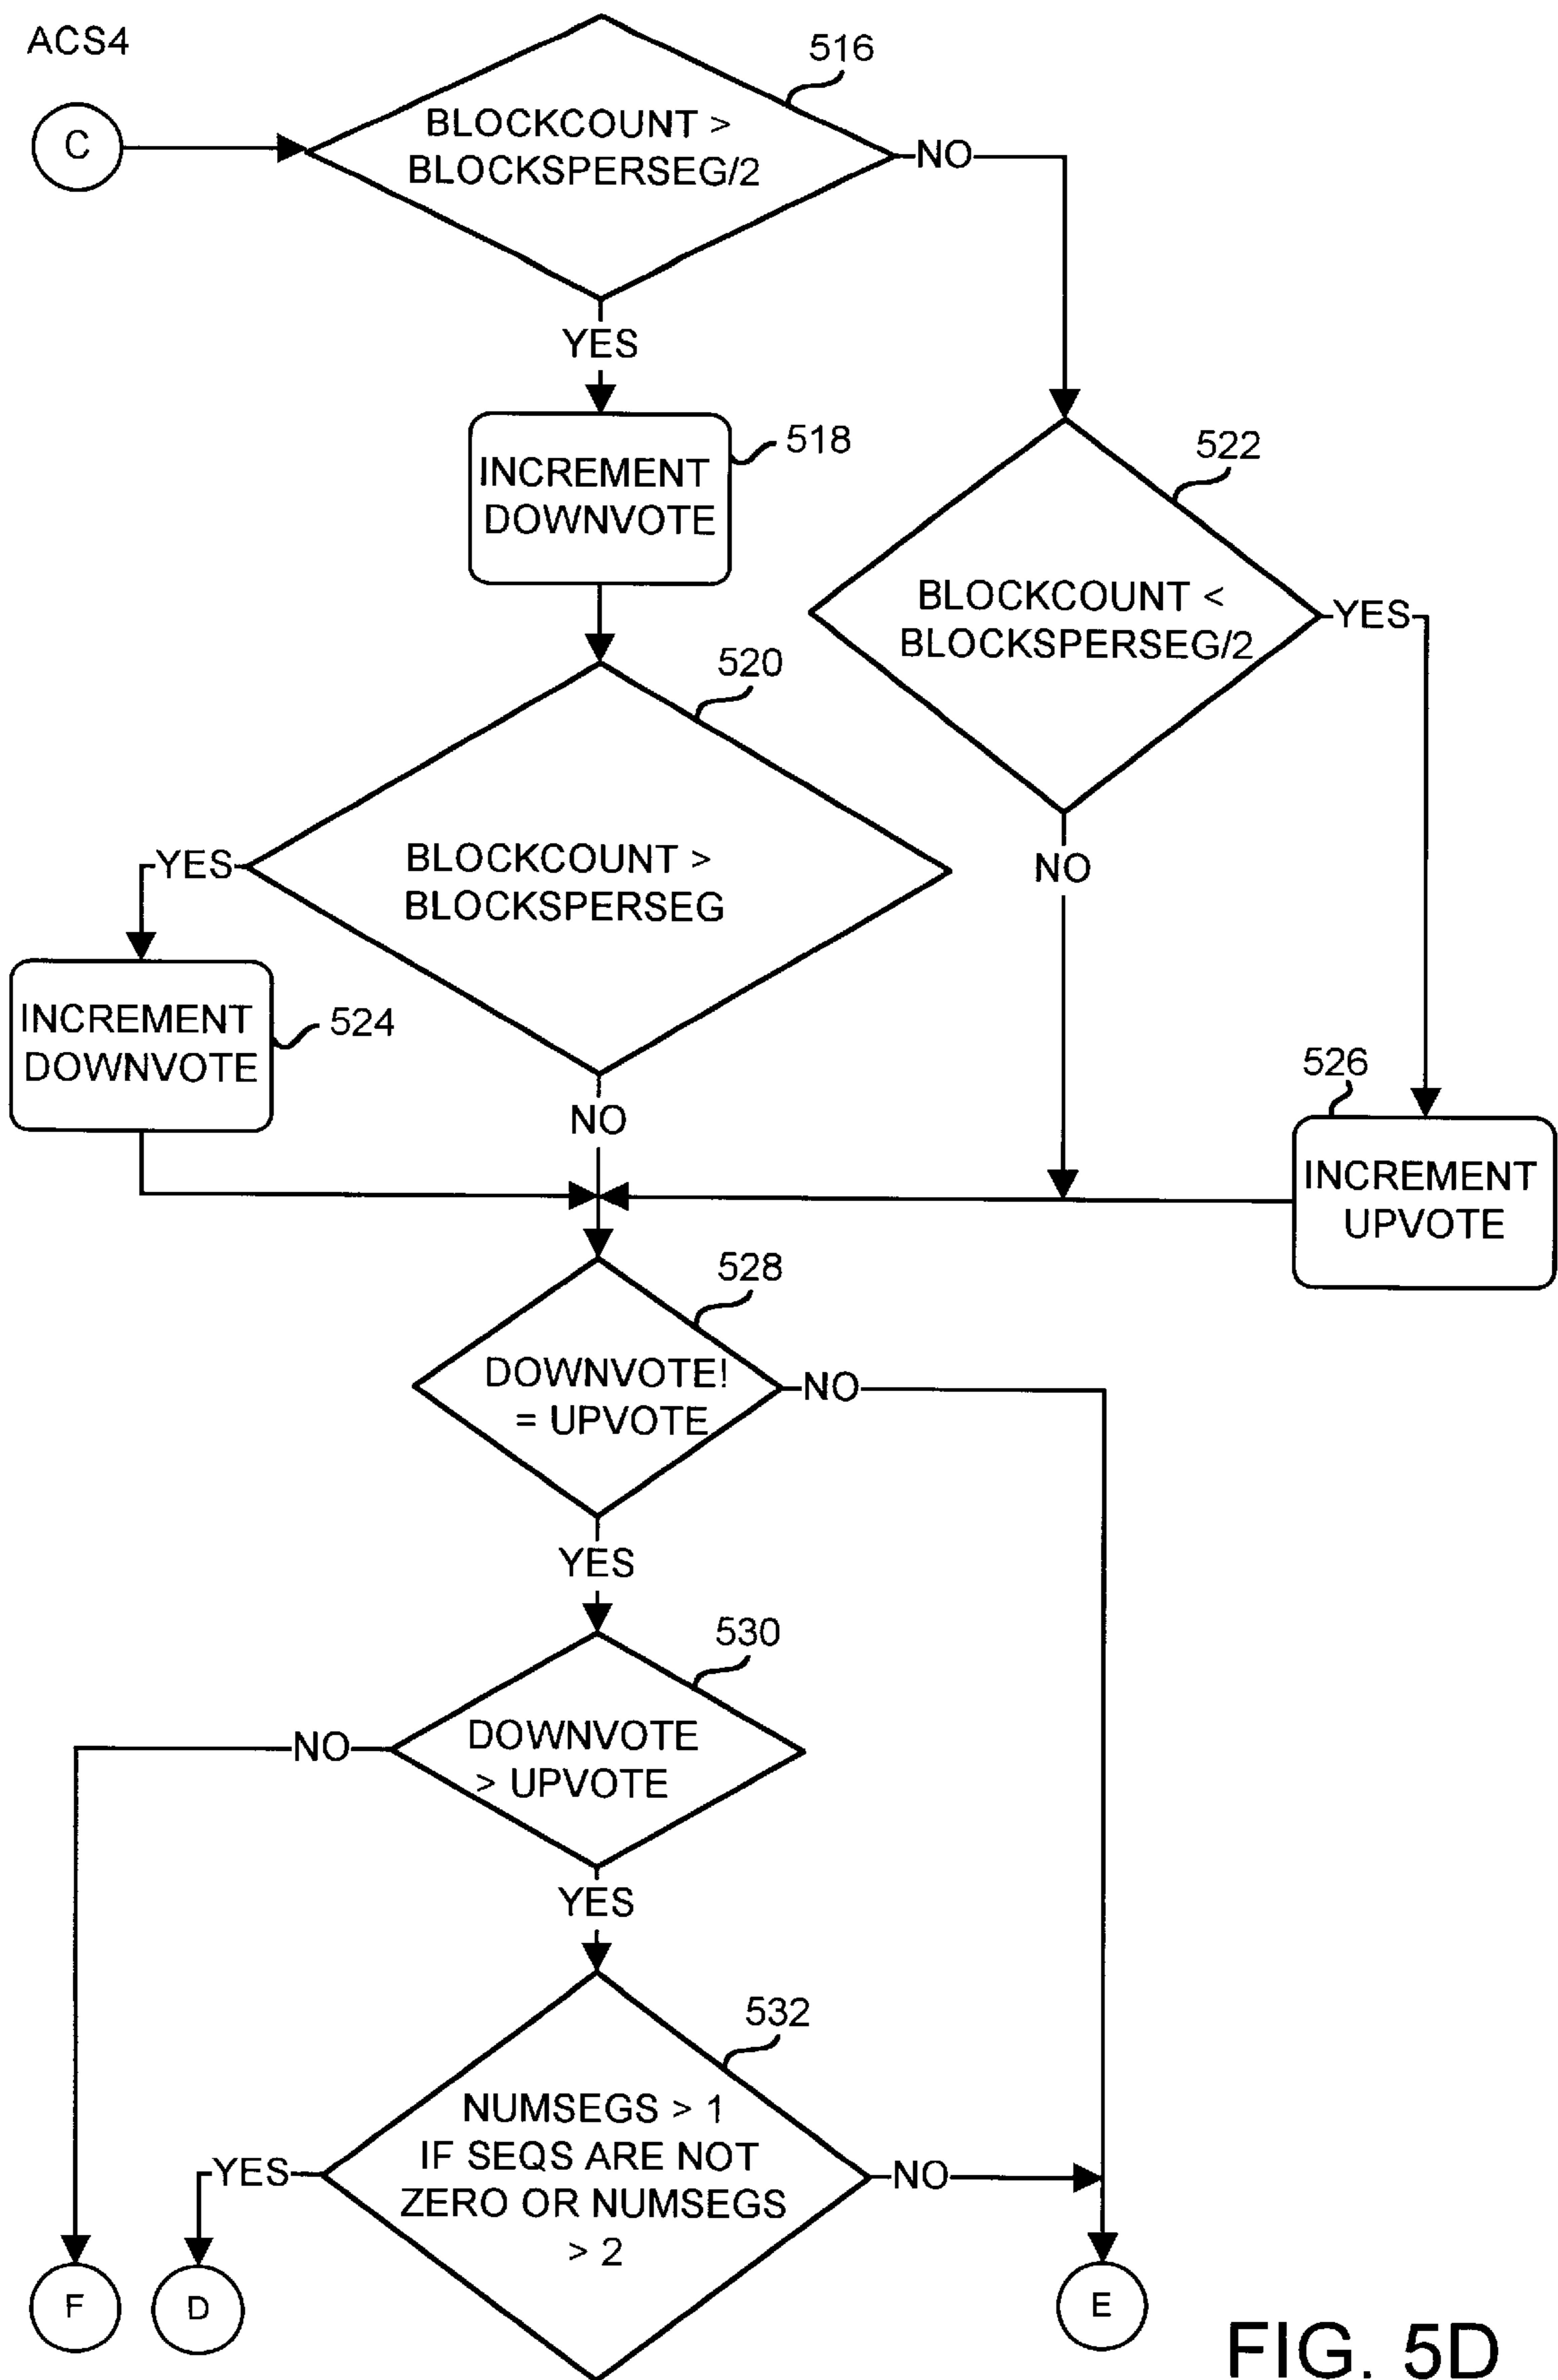 ACS4
516
C
BLOCKCOUNT >
BLOCKSPERSEG/2
NO
YES
518
INCREMENT
DOWNVOTE
522
BLOCKCOUNT <
BLOCKSPERSEG/2
YES
520
BLOCKCOUNT >
BLOCKSPERSEG
YES
NO
INCREMENT
DOWNVOTE
524
526
NO
INCREMENT
UPVOTE
528
DOWNVOTE!
= UPVOTE
NO
YES
530
DOWNVOTE
> UPVOTE
NO
YES
532
NUMSEGS > 1
IF SEQS ARE NOT
ZERO OR NUMSEGS
> 2
YES
NO
F
D
E
FIG. 5D